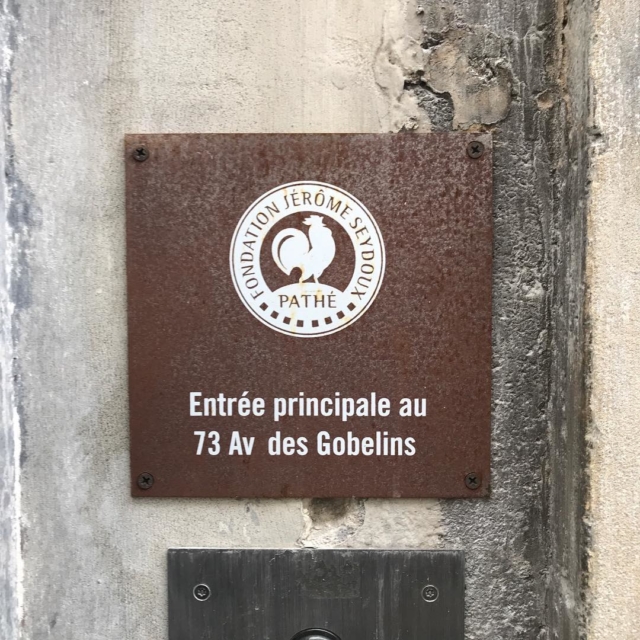 FONDATION JÉRÔME SEYDOUX
PATHÉ
Entrée principale au
73 Av des Gobelins